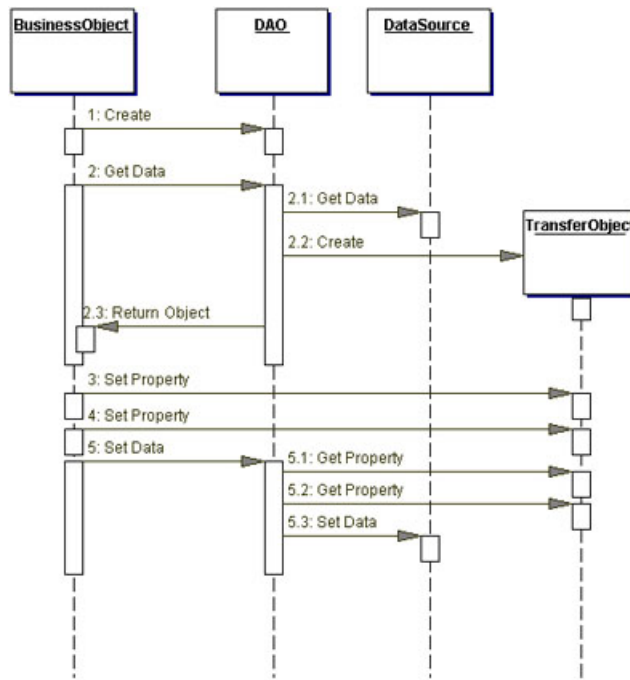 BusinessObject
DAO
DataSource
1: Create
2: Get Data
2.1: Get Data
TransferObject
2.2: Create
2.3: Return Object
3: Set Property
4: Set Property
5: Set Data
5.1: Get Property
5.2: Get Property
5.3: Set Data